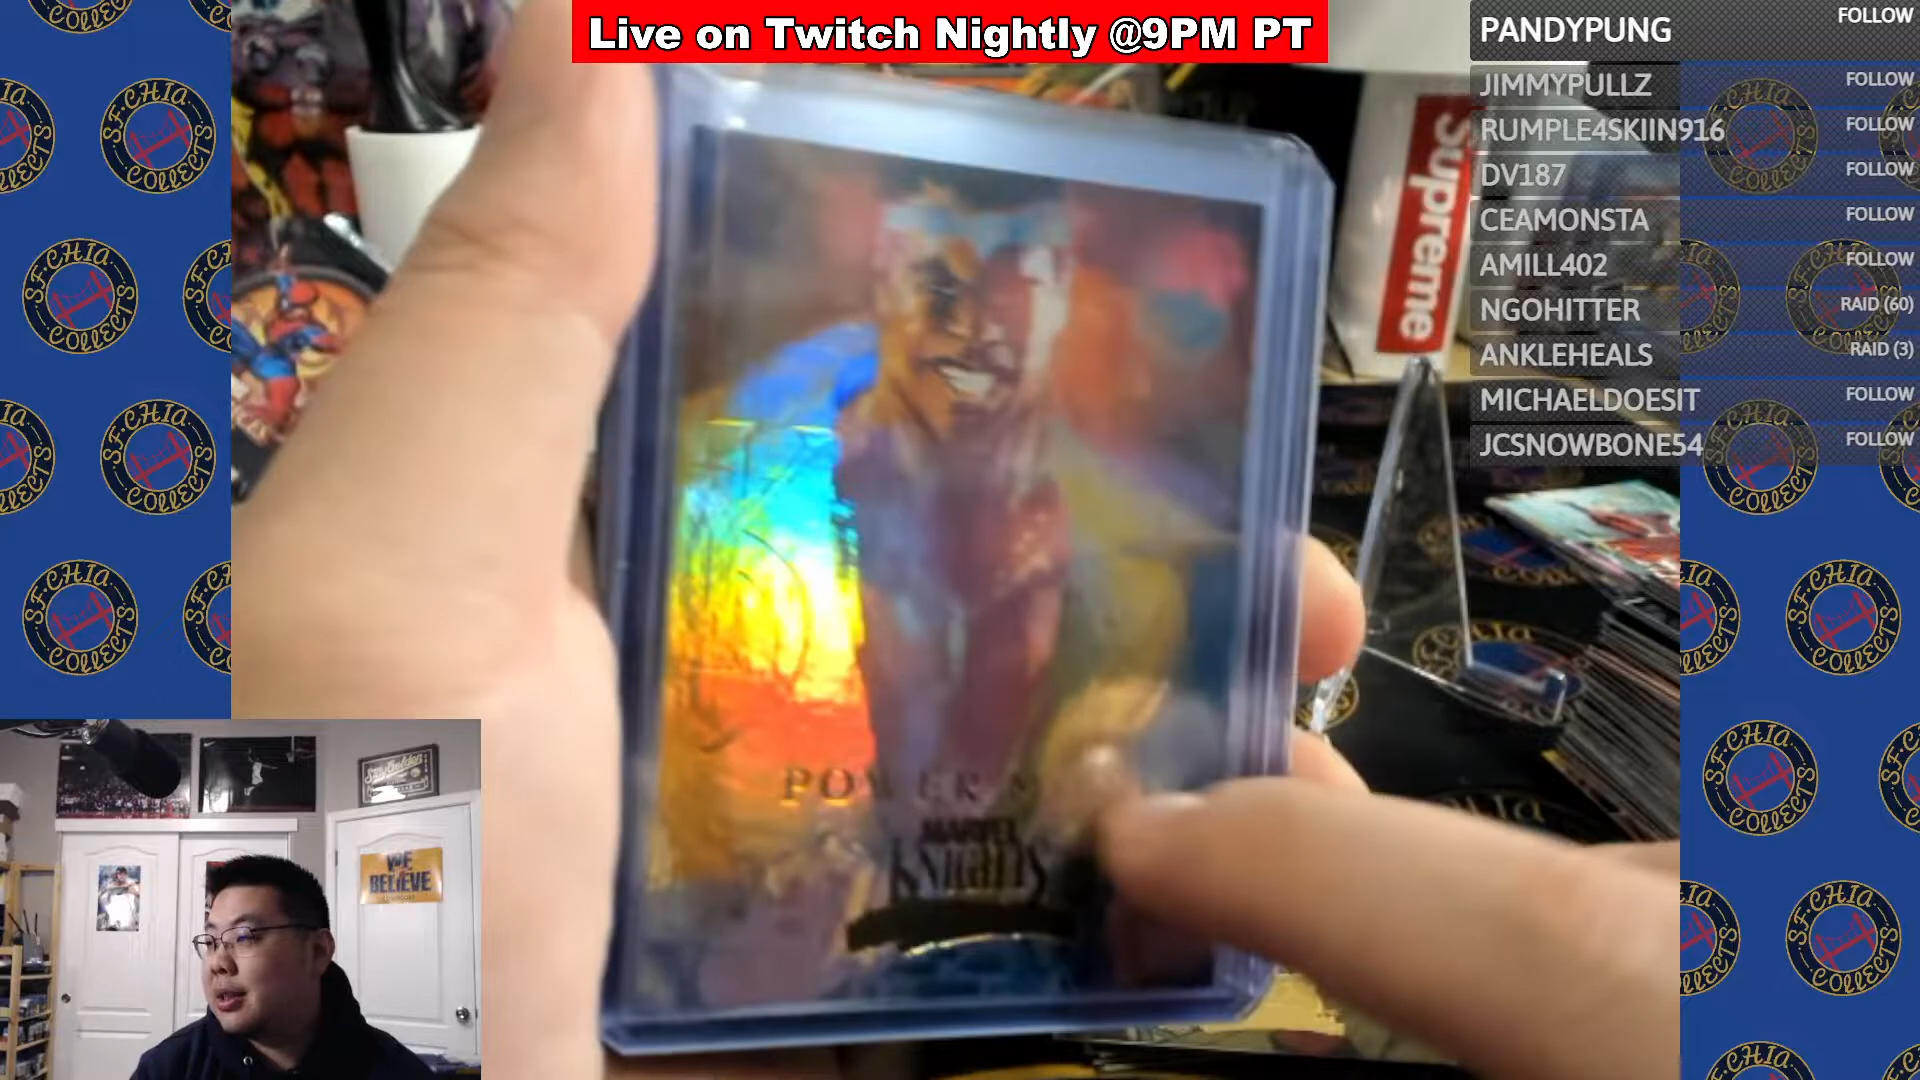 Live on Twitch Nightly @9PM PT
PANDYPUNG FOLLOW
JIMMYPULLZ FOLLOW
RUMPLE4SKIIN916 FOLLOW
DV187 FOLLOW
CEAMONSTA FOLLOW
AMILL402 FOLLOW
NGOHITTER RAID (60)
ANKLEHEALS RAID (3)
MICHAELDOESIT FOLLOW
JCSNOWBONE54 FOLLOW
Supreme
POWER
MARVEL
KNIGHTS
WE
BELIEVE
SF.CHIA
COLLECTS